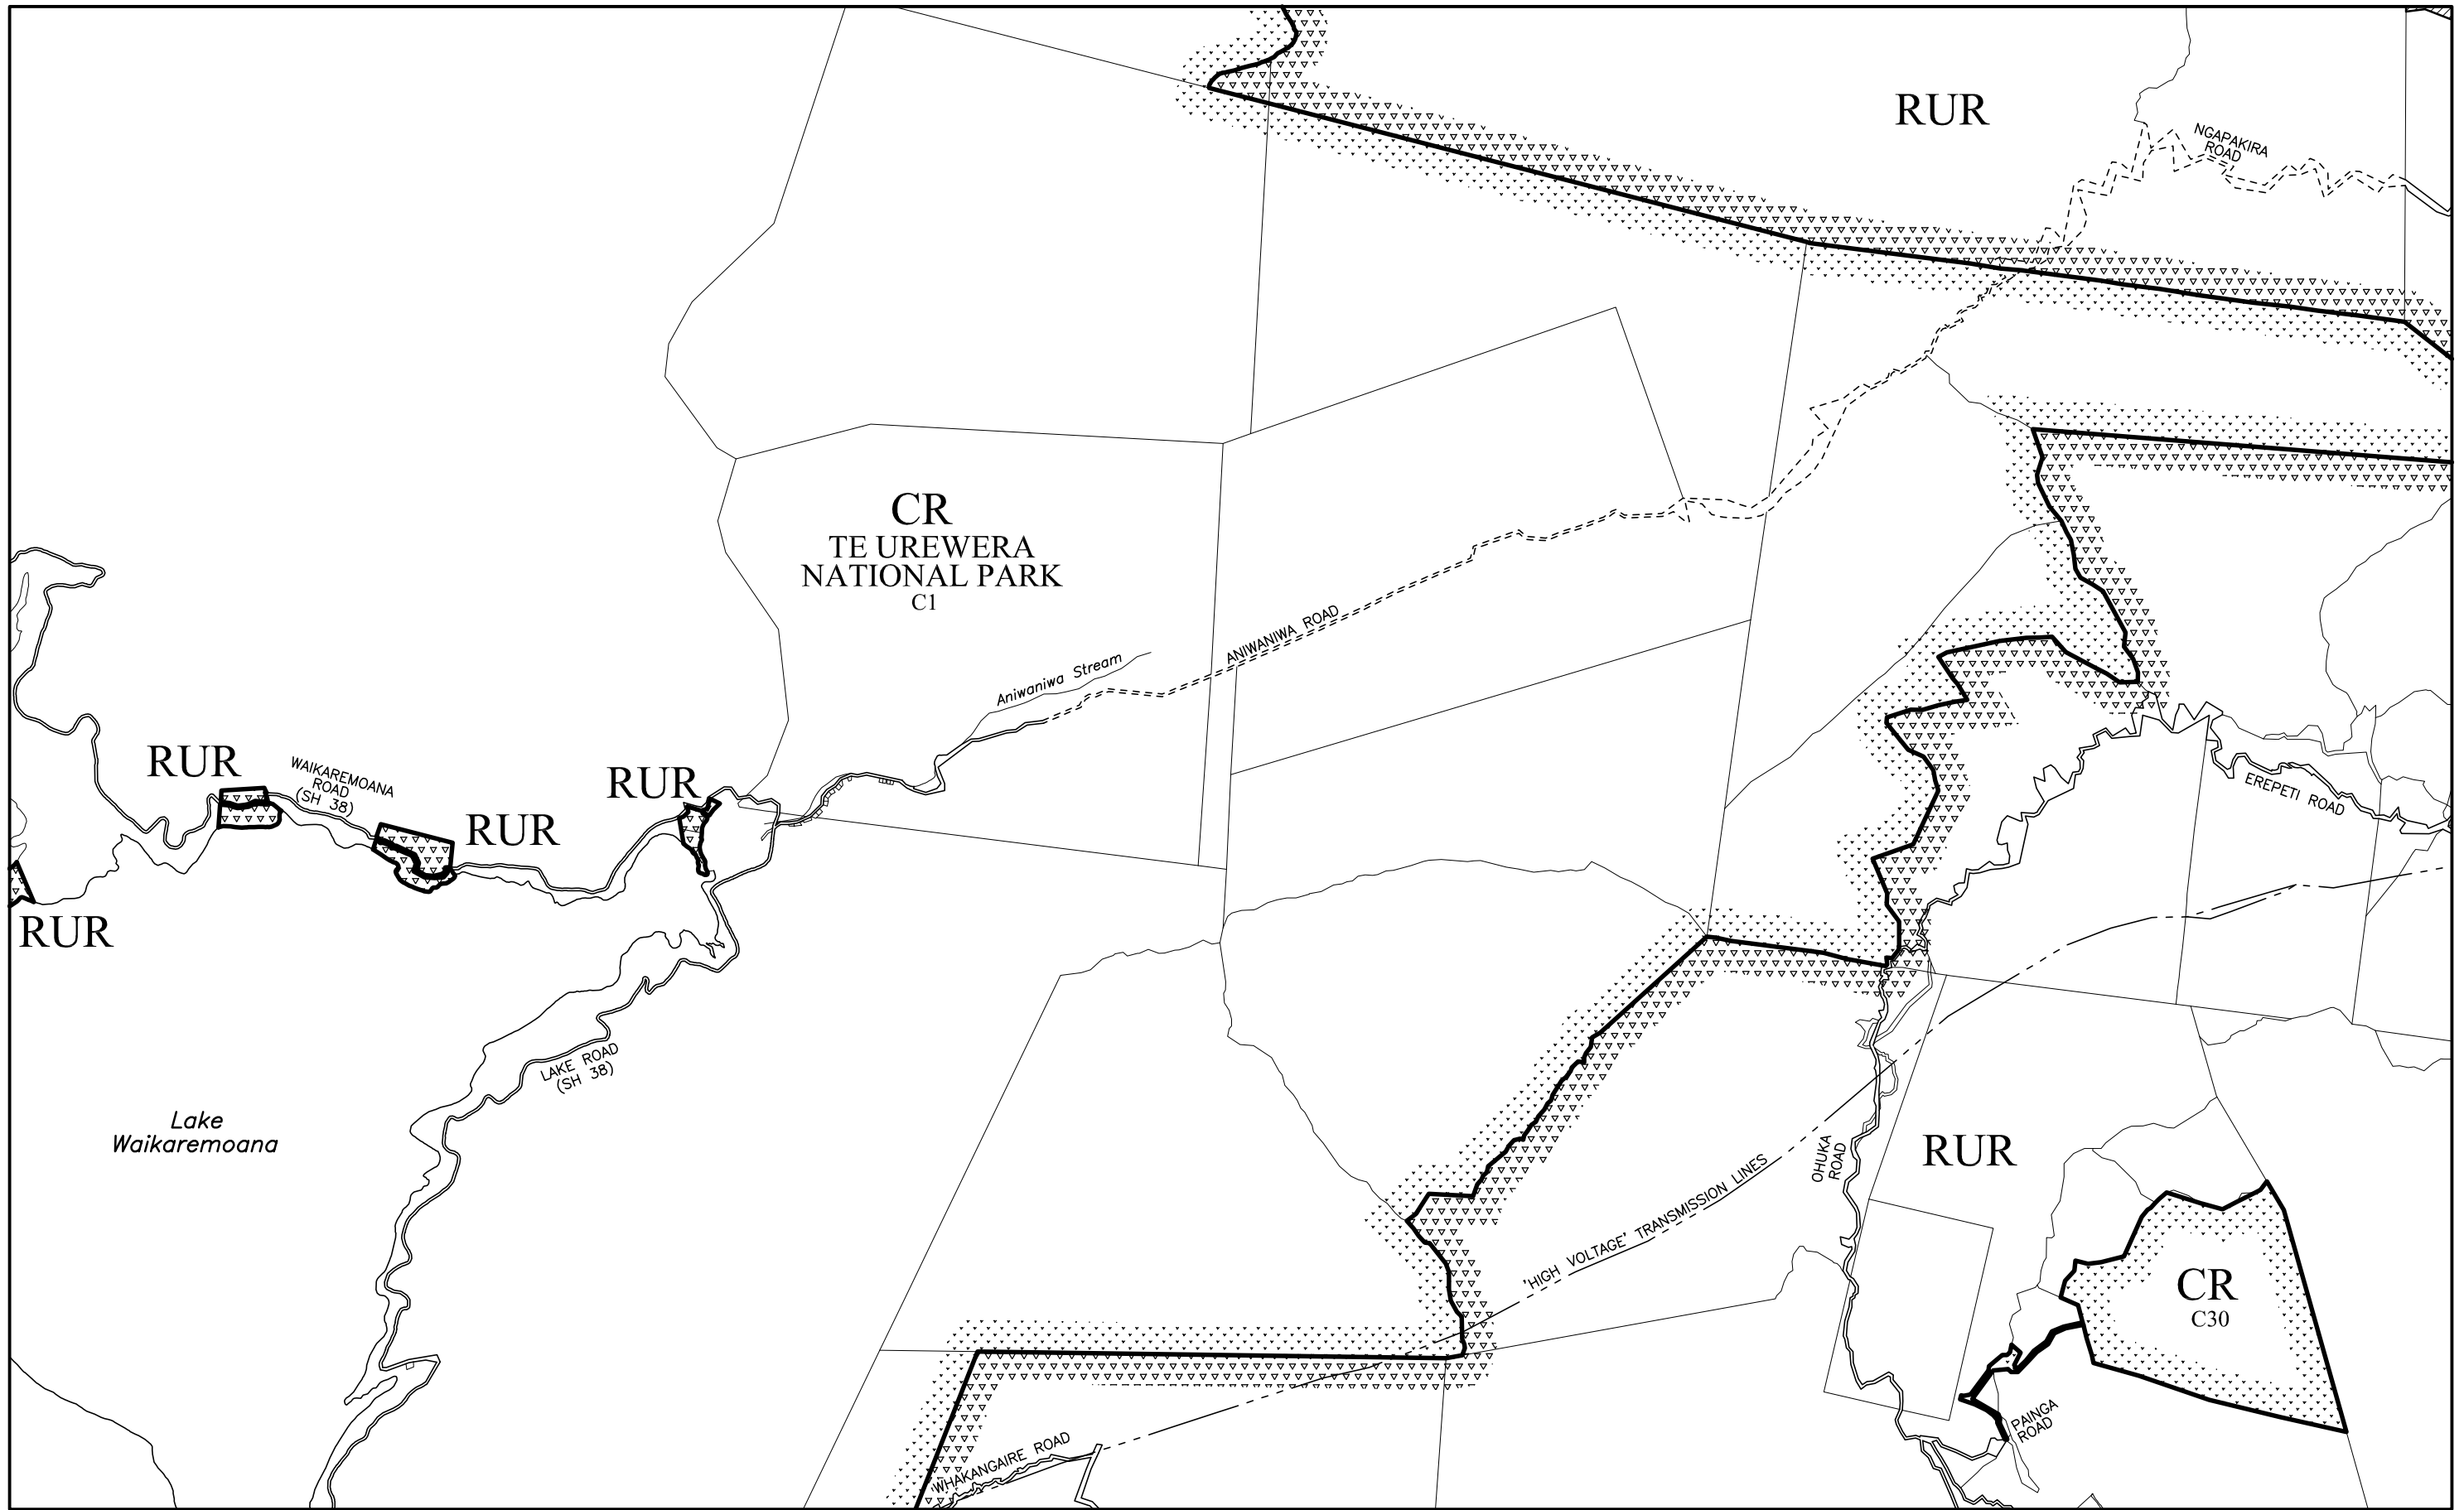 RUR
NGAPAKIRA
ROAD
CR
TE UREWERA
NATIONAL PARK
C1
ANIWANIWA ROAD
Aniwaniwa Stream
RUR
WAIKAREMOANA
ROAD
(SH 38)
RUR
RUR
EREPETI ROAD
RUR
LAKE ROAD
(SH 38)
Lake
Waikaremoana
OHUKA
ROAD
RUR
'HIGH VOLTAGE' TRANSMISSION LINES
CR
C30
PAINGA
ROAD
WHAKANGAIRE ROAD